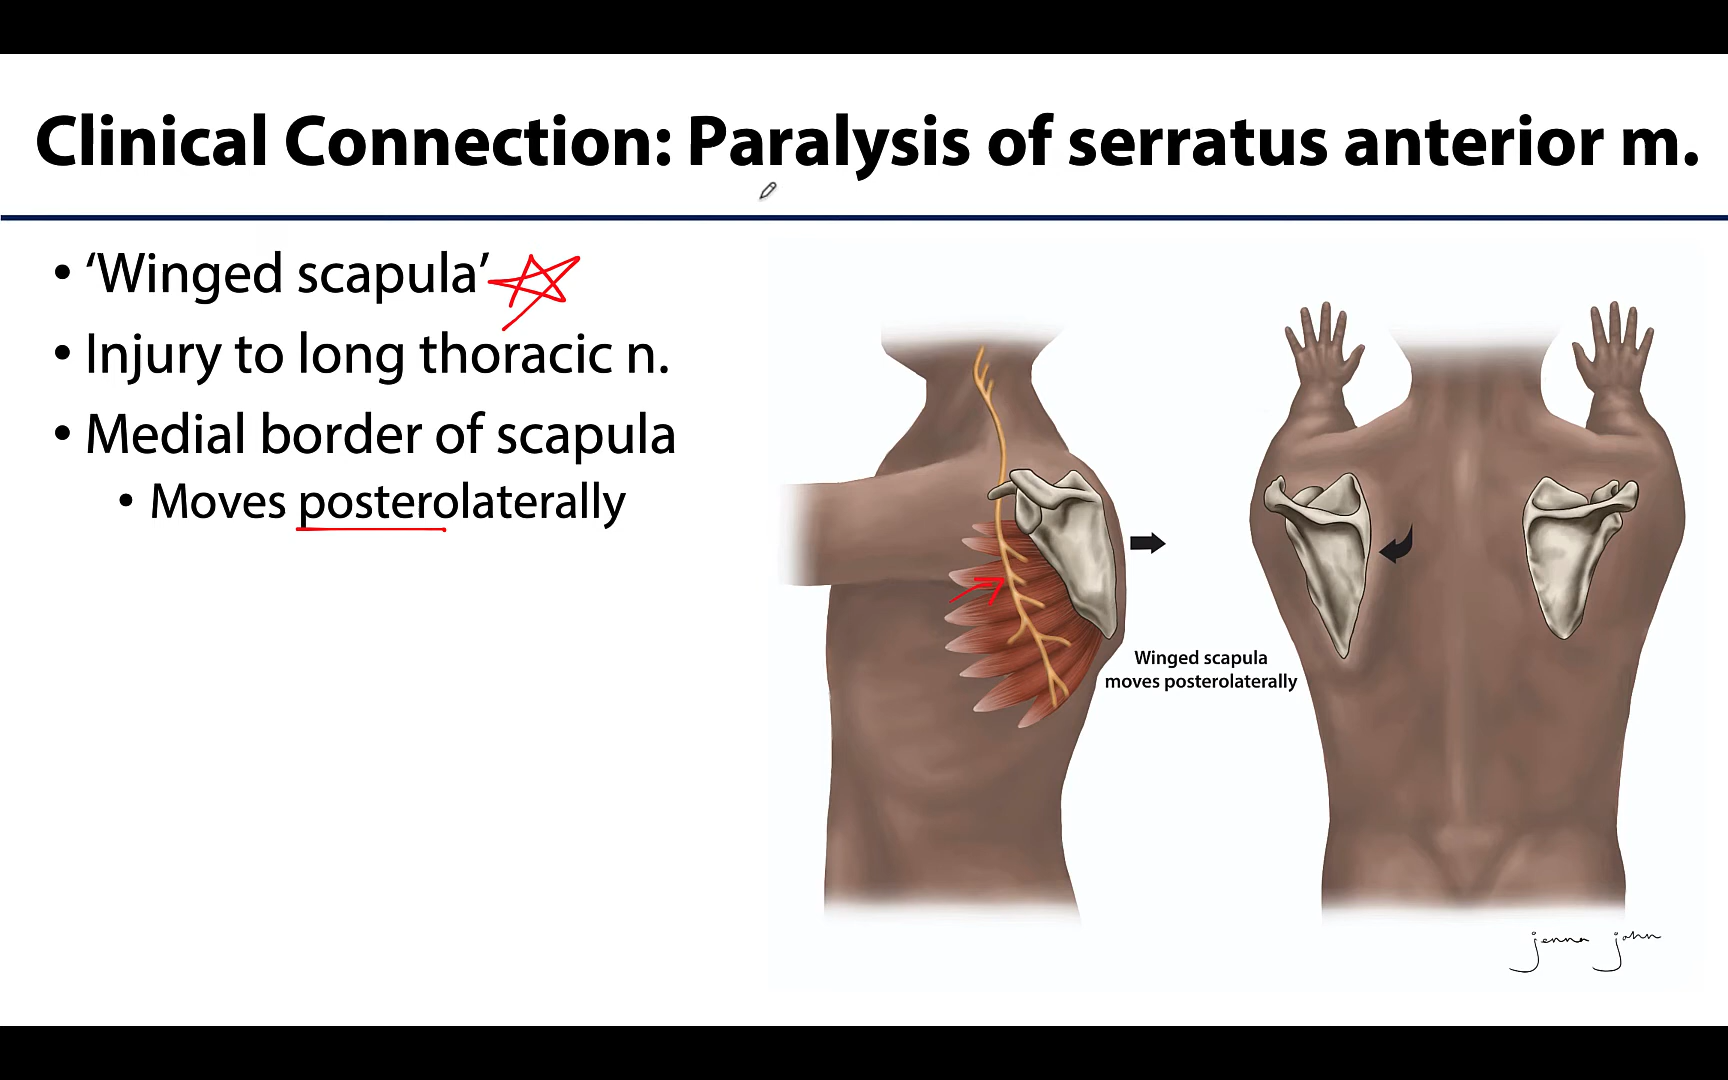 Clinical Connection: Paralysis of serratus anterior m.
• ‘Winged scapula’
• Injury to long thoracic n.
• Medial border of scapula
• Moves posterolaterally
Winged scapula
moves posterolaterally
jenna john